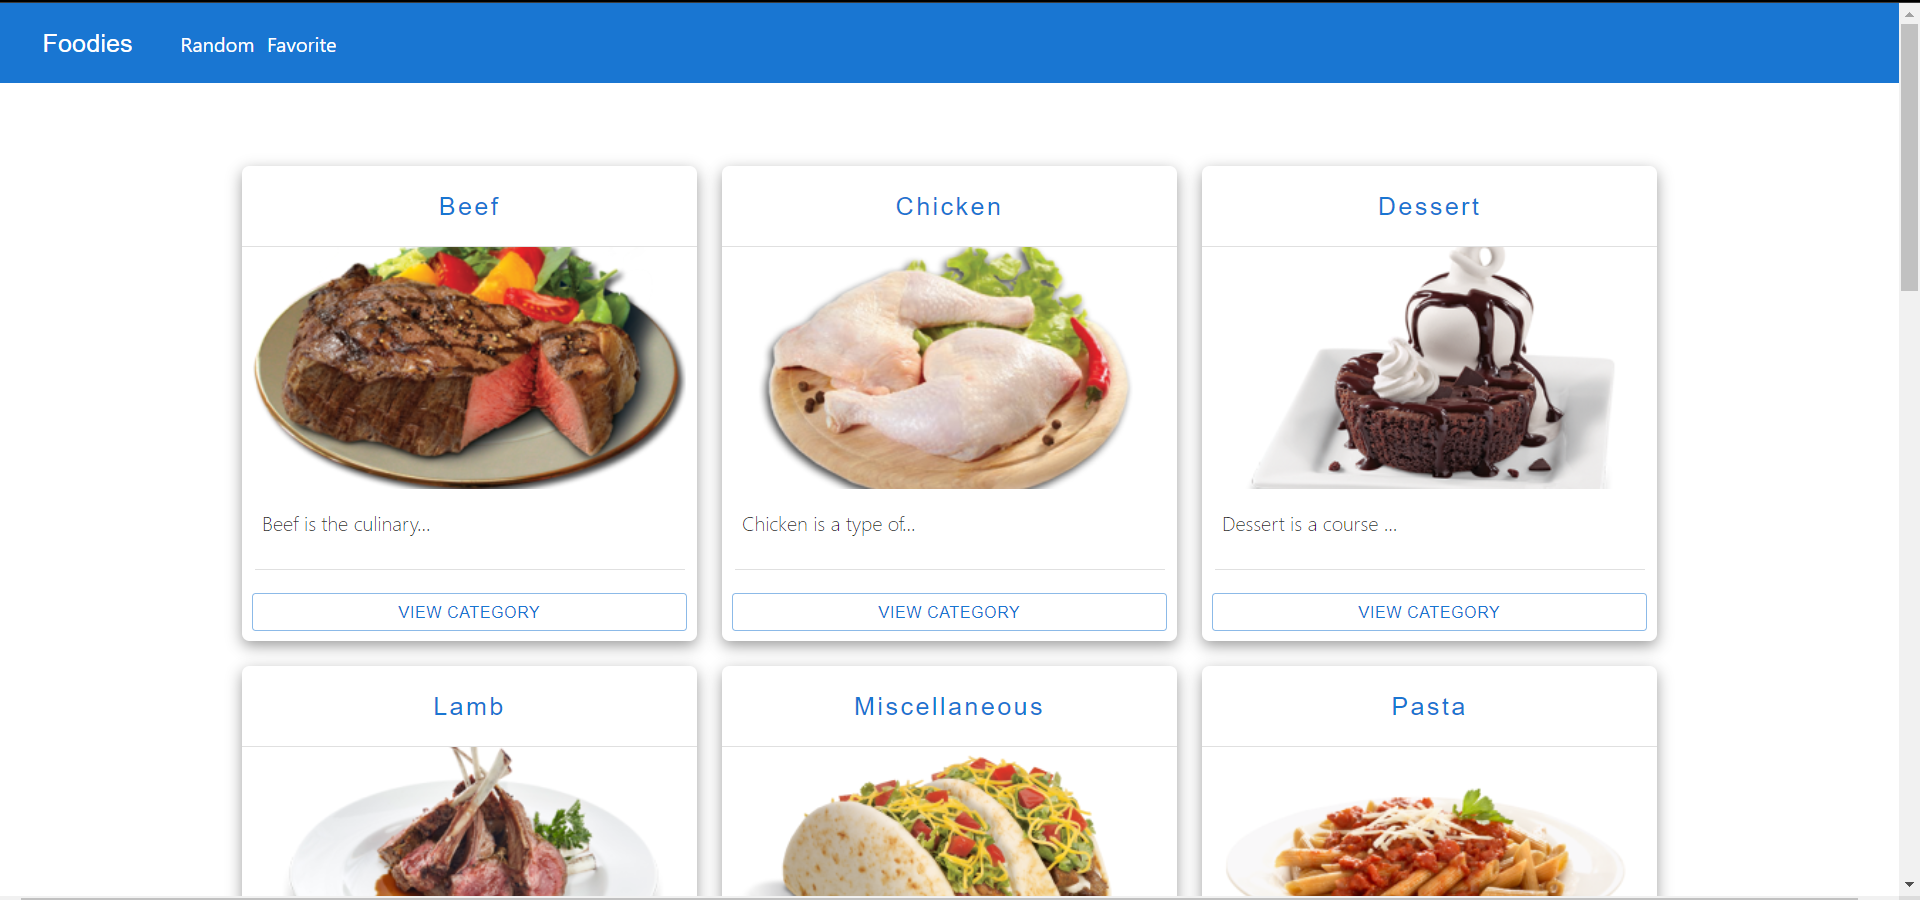 Foodies Random Favorite
Beef Chicken Dessert
Beef is the culinary... Chicken is a type of... Dessert is a course ...
VIEW CATEGORY VIEW CATEGORY VIEW CATEGORY
Lamb Miscellaneous Pasta